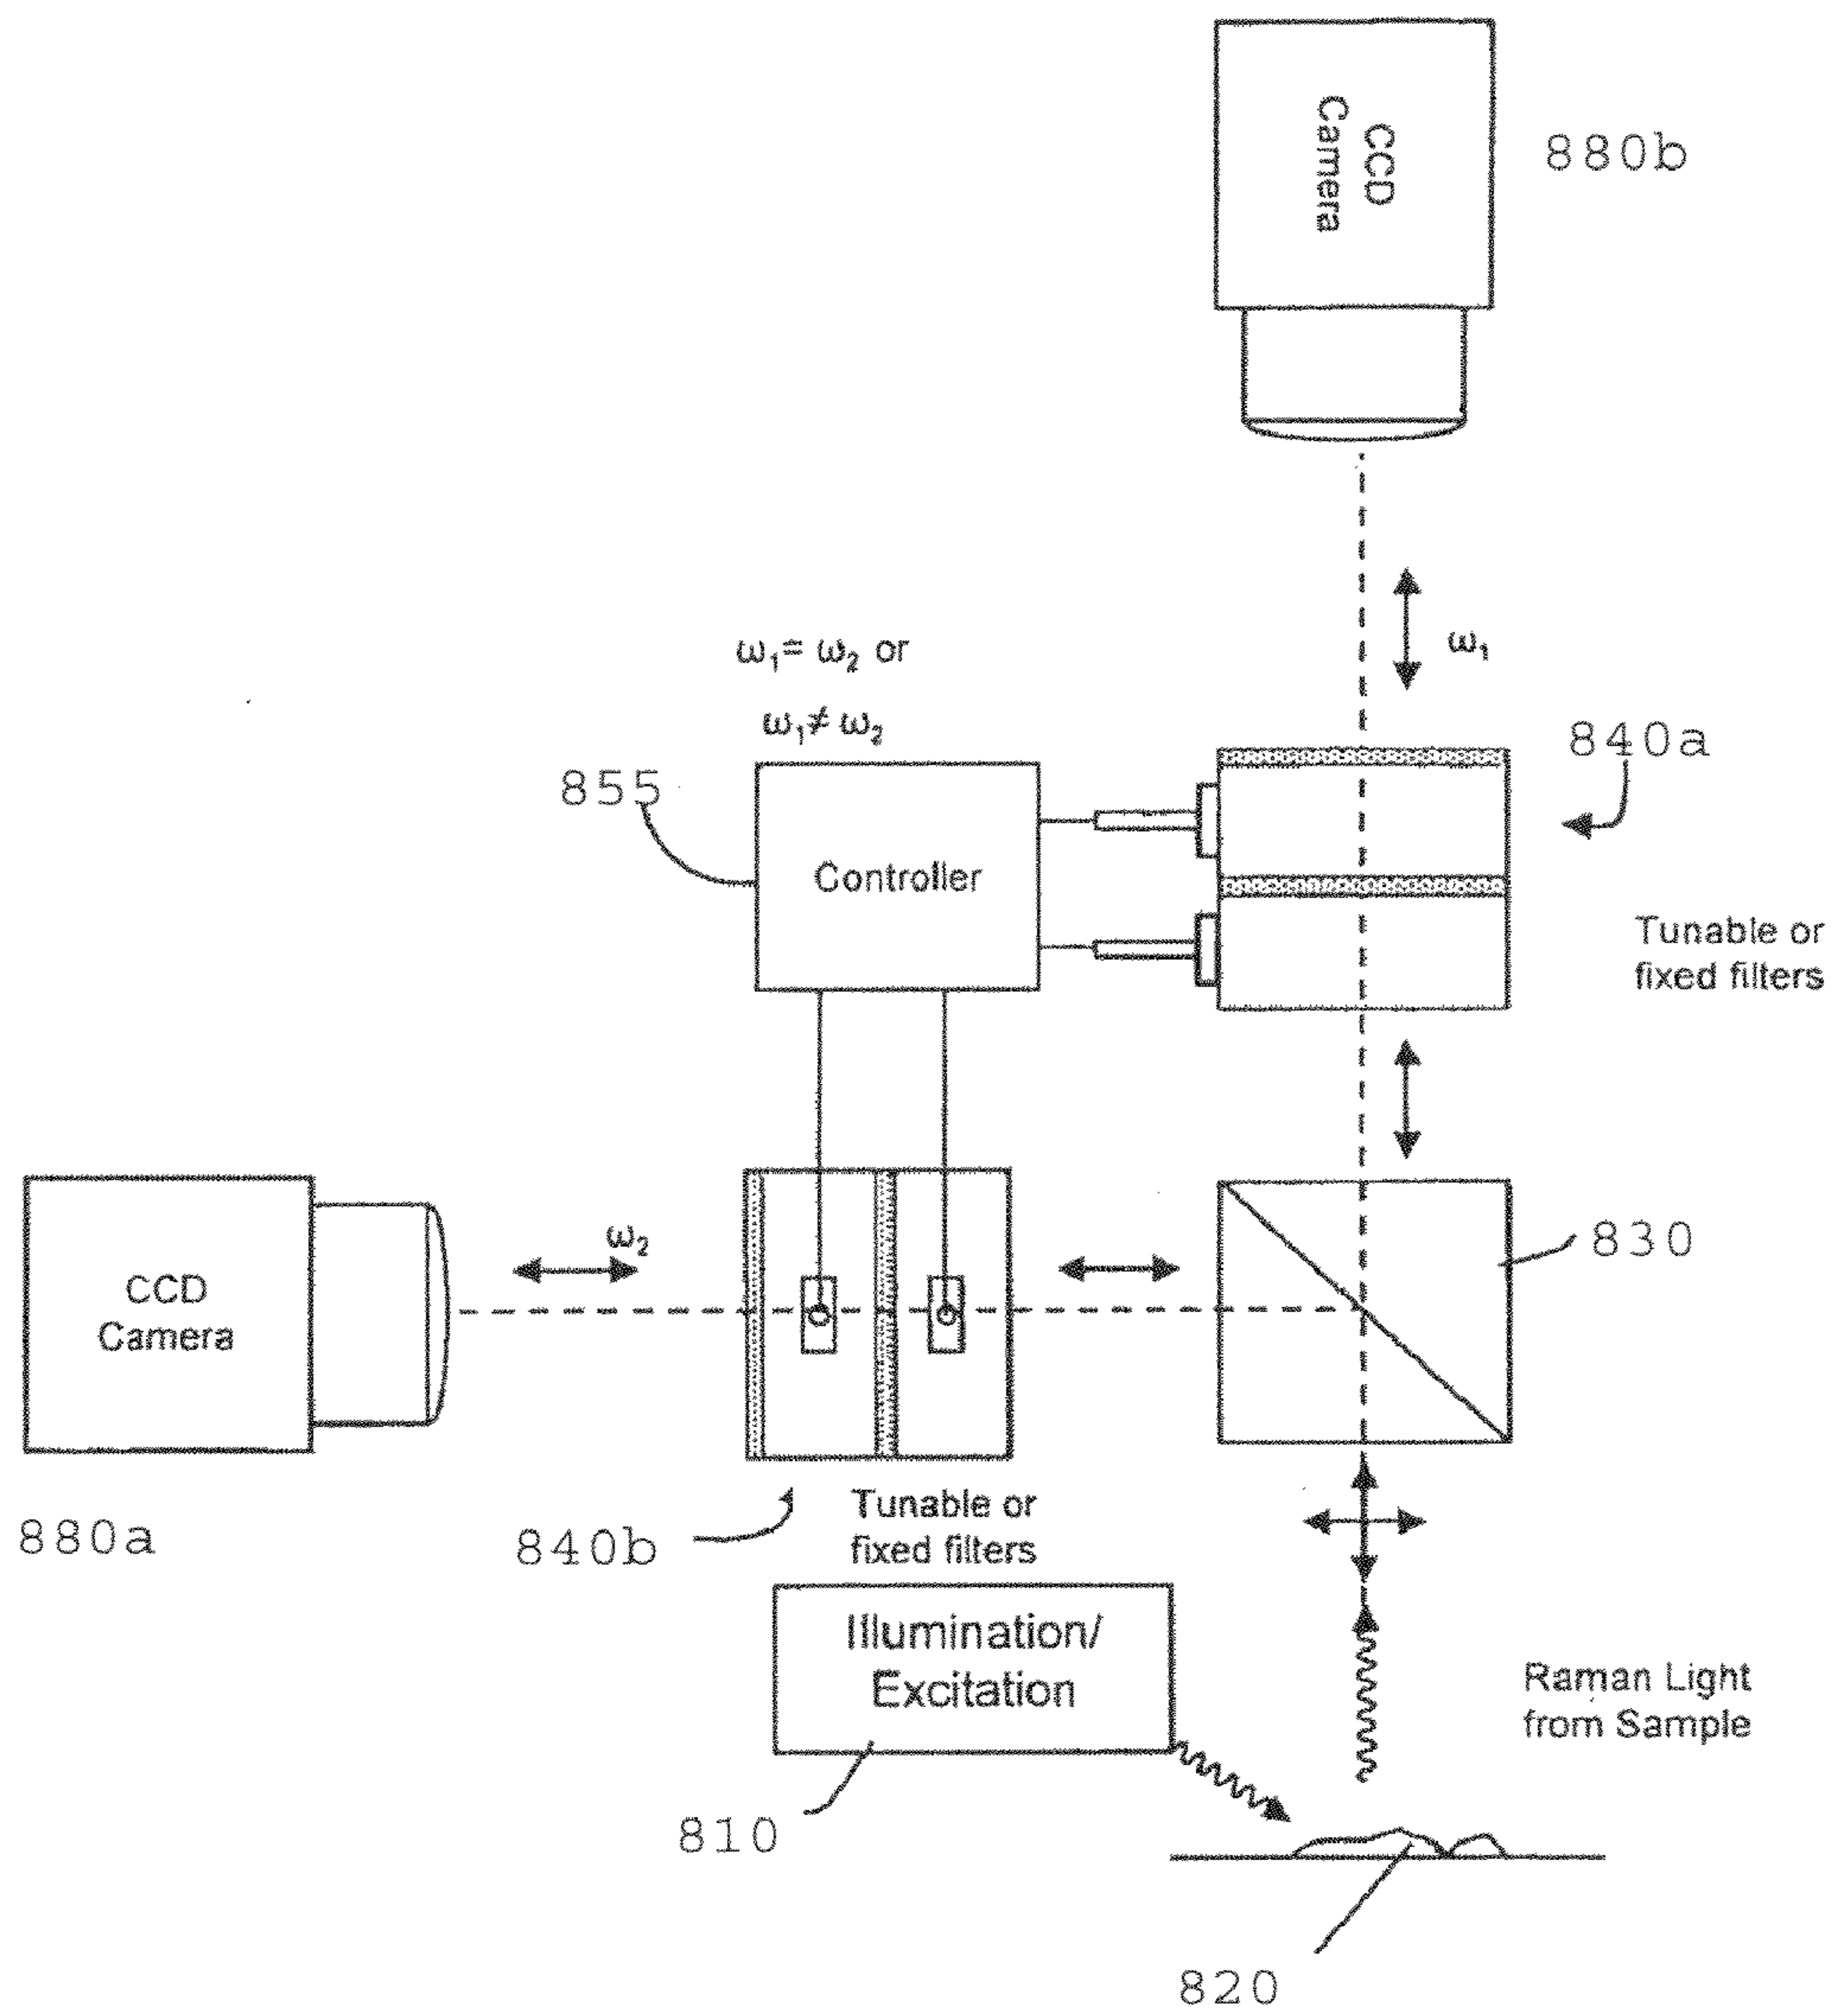 CCD
Camera
880b
ω₁= ω₂ or
ω₁≠ ω₂
ω₁
840a
855
Controller
Tunable or
fixed filters
830
ω₂
CCD
Camera
880a
840b
Tunable or
fixed filters
Illumination/
Excitation
810
Raman Light
from Sample
820